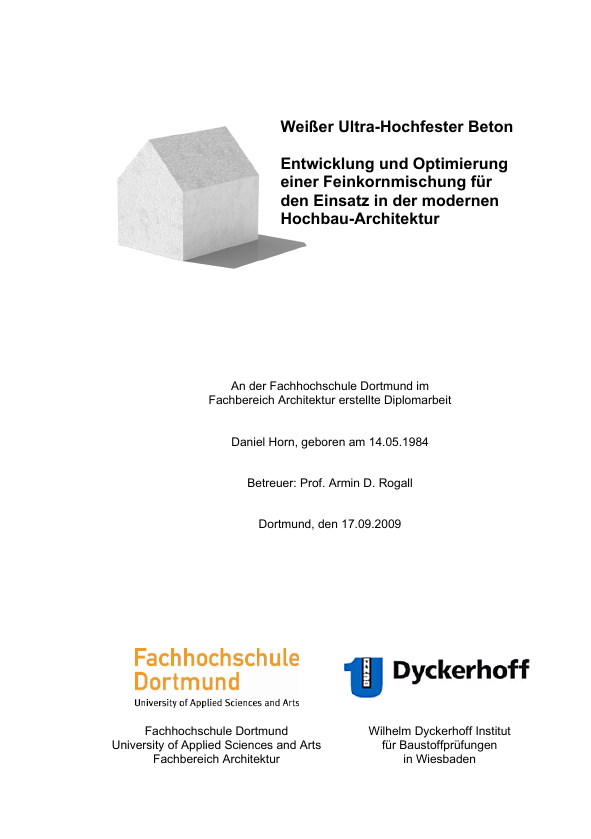 Weißer Ultra-Hochfester Beton
Entwicklung und Optimierung
einer Feinkornmischung für
den Einsatz in der modernen
Hochbau-Architektur
An der Fachhochschule Dortmund im
Fachbereich Architektur erstellte Diplomarbeit
Daniel Horn, geboren am 14.05.1984
Betreuer: Prof. Armin D. Rogall
Dortmund, den 17.09.2009
Fachhochschule
Dortmund
University of Applied Sciences and Arts
Dyckerhoff
Fachhochschule Dortmund
University of Applied Sciences and Arts
Fachbereich Architektur
Wilhelm Dyckerhoff Institut
für Baustoffprüfungen
in Wiesbaden